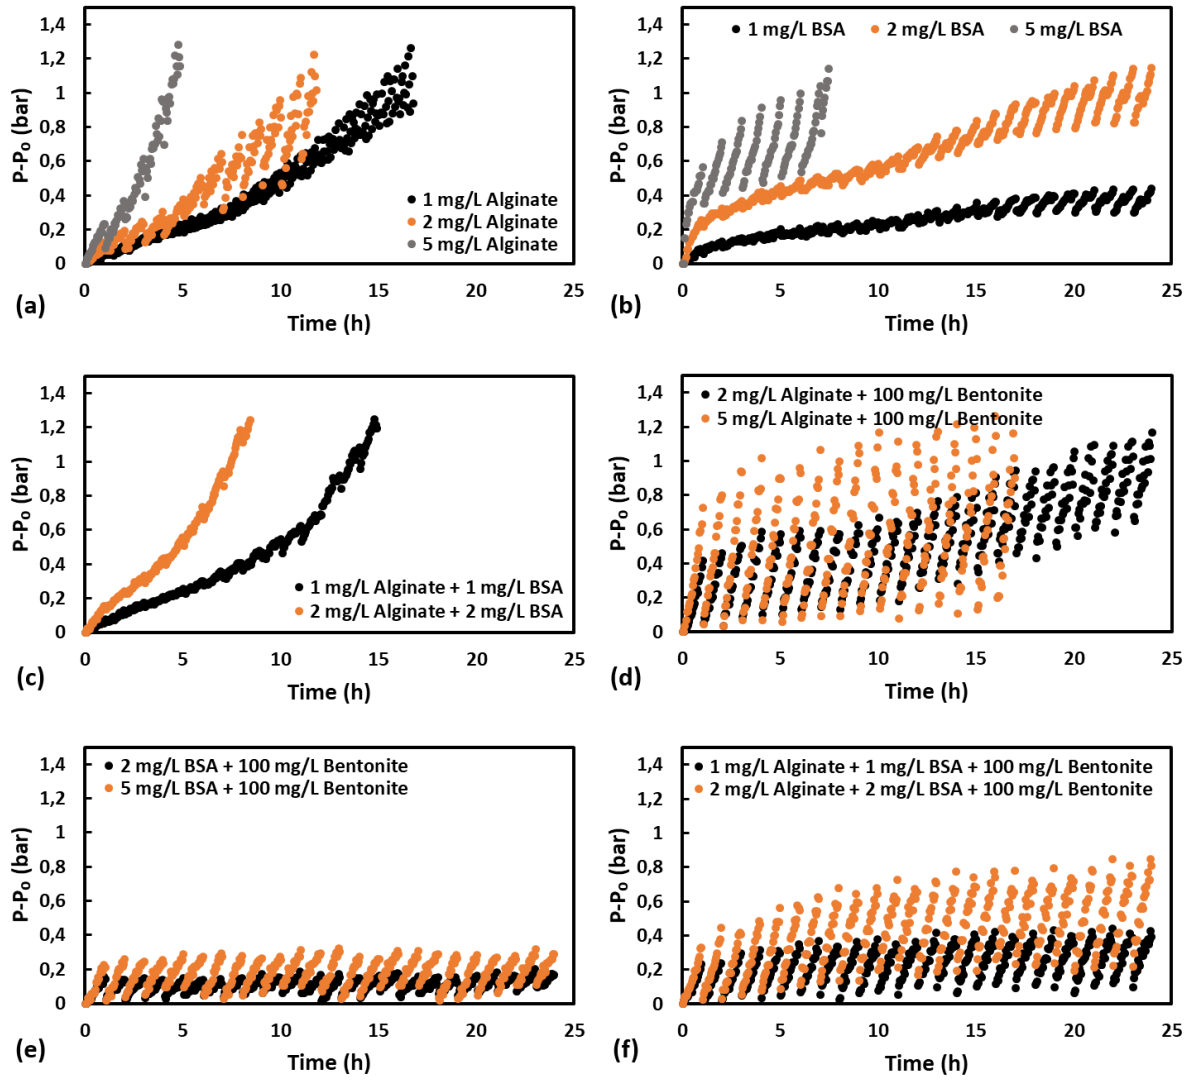 1,4
1,2
1
0,8
0,6
0,4
0,2
0
P-P₀ (bar)
1 mg/L Alginate
2 mg/L Alginate
5 mg/L Alginate
0 5 10 15 20 25
Time (h)
(a)
1,4
1,2
1
0,8
0,6
0,4
0,2
0
P-P₀ (bar)
1 mg/L BSA 2 mg/L BSA 5 mg/L BSA
0 5 10 15 20 25
Time (h)
(b)
1,4
1,2
1
0,8
0,6
0,4
0,2
0
P-P₀ (bar)
1 mg/L Alginate + 1 mg/L BSA
2 mg/L Alginate + 2 mg/L BSA
0 5 10 15 20 25
Time (h)
(c)
1,4
1,2
1
0,8
0,6
0,4
0,2
0
P-P₀ (bar)
2 mg/L Alginate + 100 mg/L Bentonite
5 mg/L Alginate + 100 mg/L Bentonite
0 5 10 15 20 25
Time (h)
(d)
1,4
1,2
1
0,8
0,6
0,4
0,2
0
P-P₀ (bar)
2 mg/L BSA + 100 mg/L Bentonite
5 mg/L BSA + 100 mg/L Bentonite
0 5 10 15 20 25
Time (h)
(e)
1,4
1,2
1
0,8
0,6
0,4
0,2
0
P-P₀ (bar)
1 mg/L Alginate + 1 mg/L BSA + 100 mg/L Bentonite
2 mg/L Alginate + 2 mg/L BSA + 100 mg/L Bentonite
0 5 10 15 20 25
Time (h)
(f)